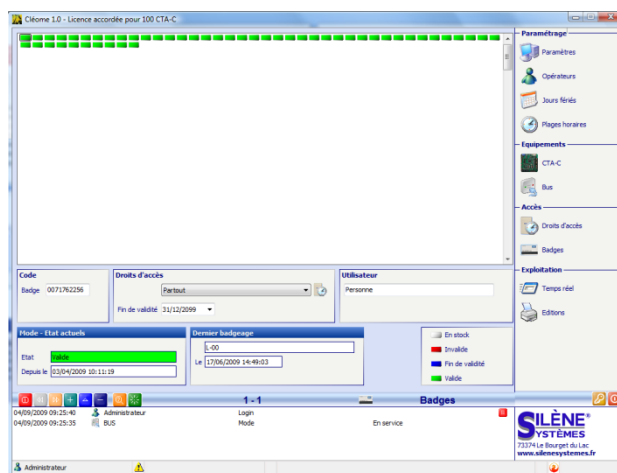 Cléome 1.0 - Licence accordée pour 100 CTA-C
Paramétrage
Paramètres
Opérateurs
Jours fériés
Plages horaires
Equipements
CTA-C
Bus
Accès
Droits d'accès
Badges
Exploitation
Temps réel
Editions
Code
Badge 0071762256
Droits d'accès
Partout
Fin de validité 31/12/2099
Utilisateur
Personne
Mode - Etat actuels
Etat Valide
Depuis le 03/04/2009 10:11:19
Dernier badgeage
L-00
Le 17/06/2009 14:49:03
En stock
Invalide
Fin de validité
Valide
1 - 1 Badges
04/09/2009 09:25:40 Administrateur Login
04/09/2009 09:25:35 BUS Mode En service
SILÈNE
SYSTÈMES
73374 Le Bourget du Lac
www.silenesystemes.fr
Administrateur